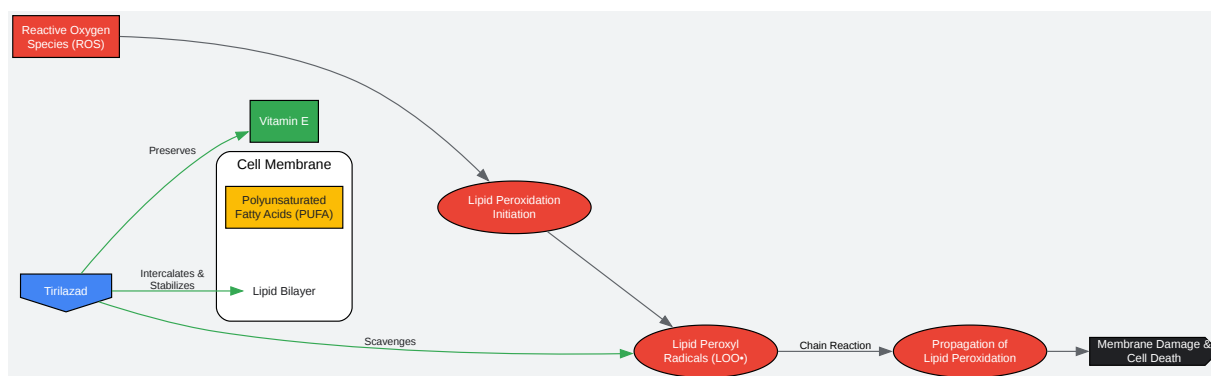 Reactive Oxygen
Species (ROS)
Vitamin E
Preserves
Cell Membrane
Polyunsaturated
Fatty Acids (PUFA)
Lipid Peroxidation
Initiation
Intercalates &
Stabilizes
Tirilazad
Lipid Bilayer
Scavenges
Lipid Peroxyl
Radicals (LOO•)
Chain Reaction
Propagation of
Lipid Peroxidation
Membrane Damage &
Cell Death